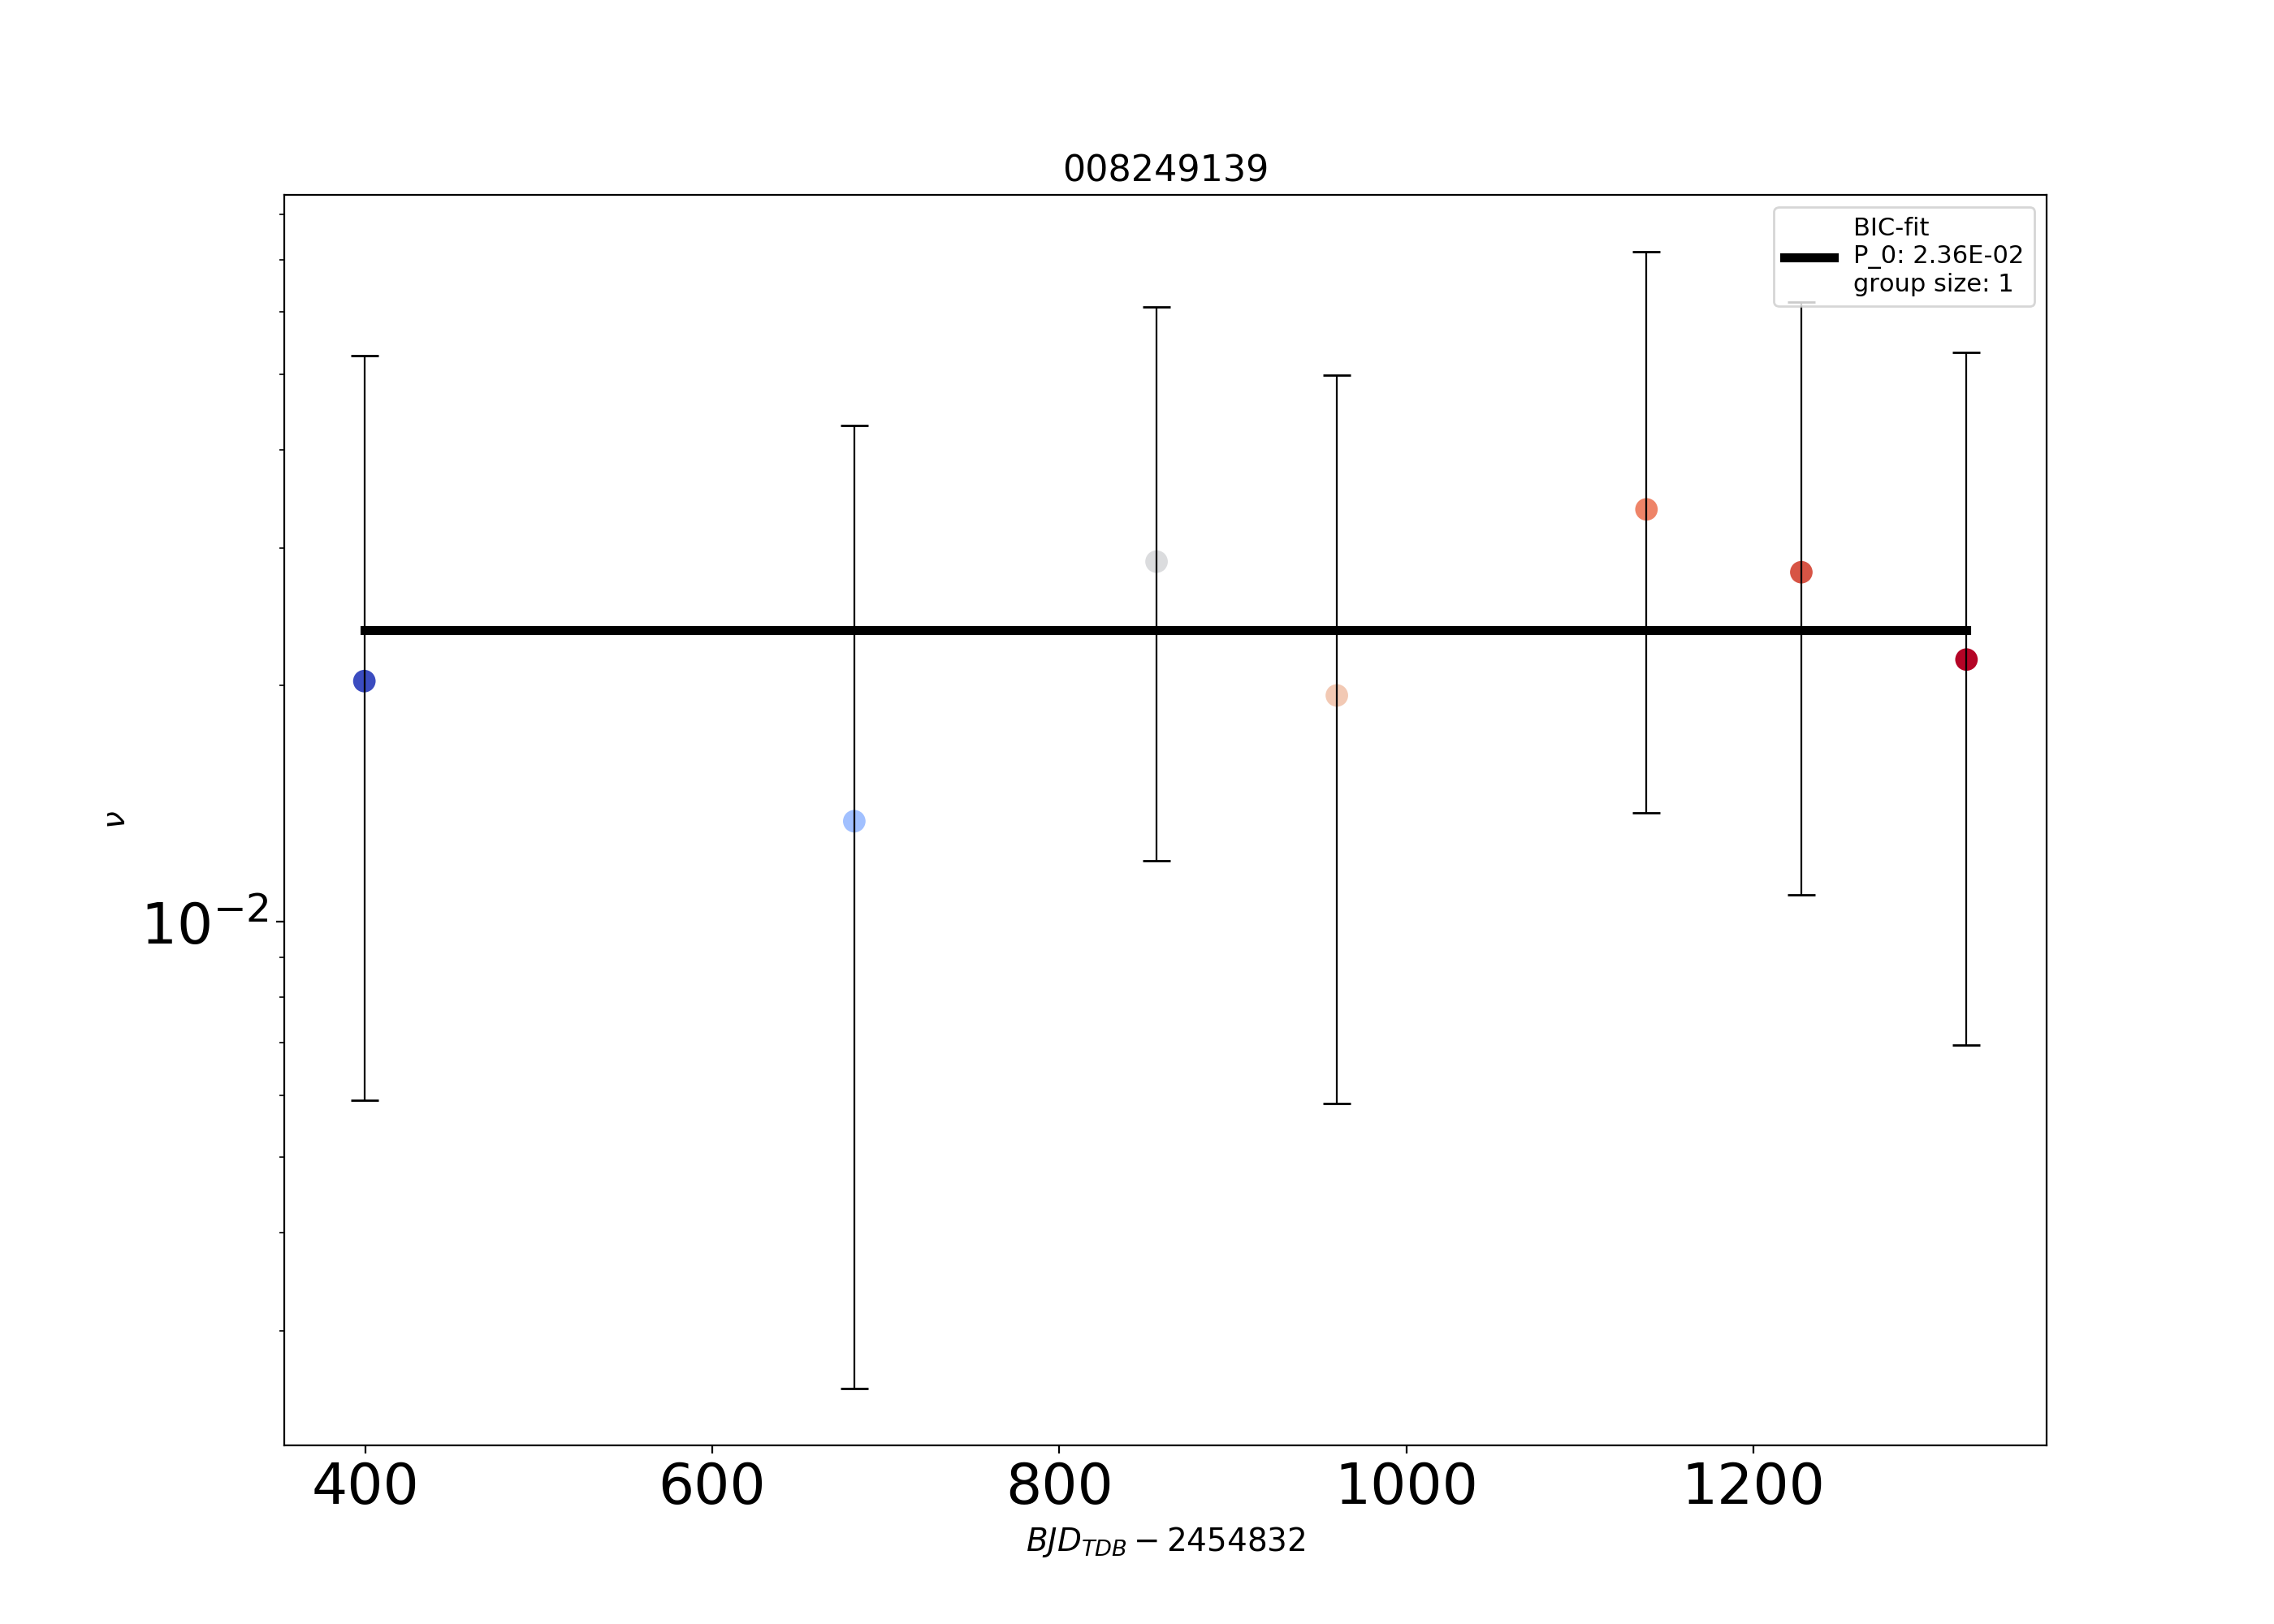 008249139
BIC-fit
P_0: 2.36E-02
group size: 1
ν
10⁻²
400 600 800 1000 1200
BJD_TDB − 2454832